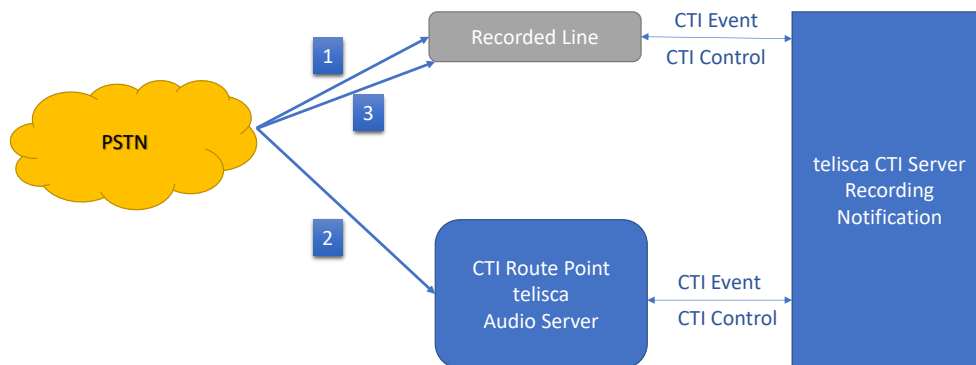 Recorded Line
CTI Event
CTI Control
1
3
PSTN
2
telisca CTI Server
Recording
Notification
CTI Route Point
telisca
Audio Server
CTI Event
CTI Control